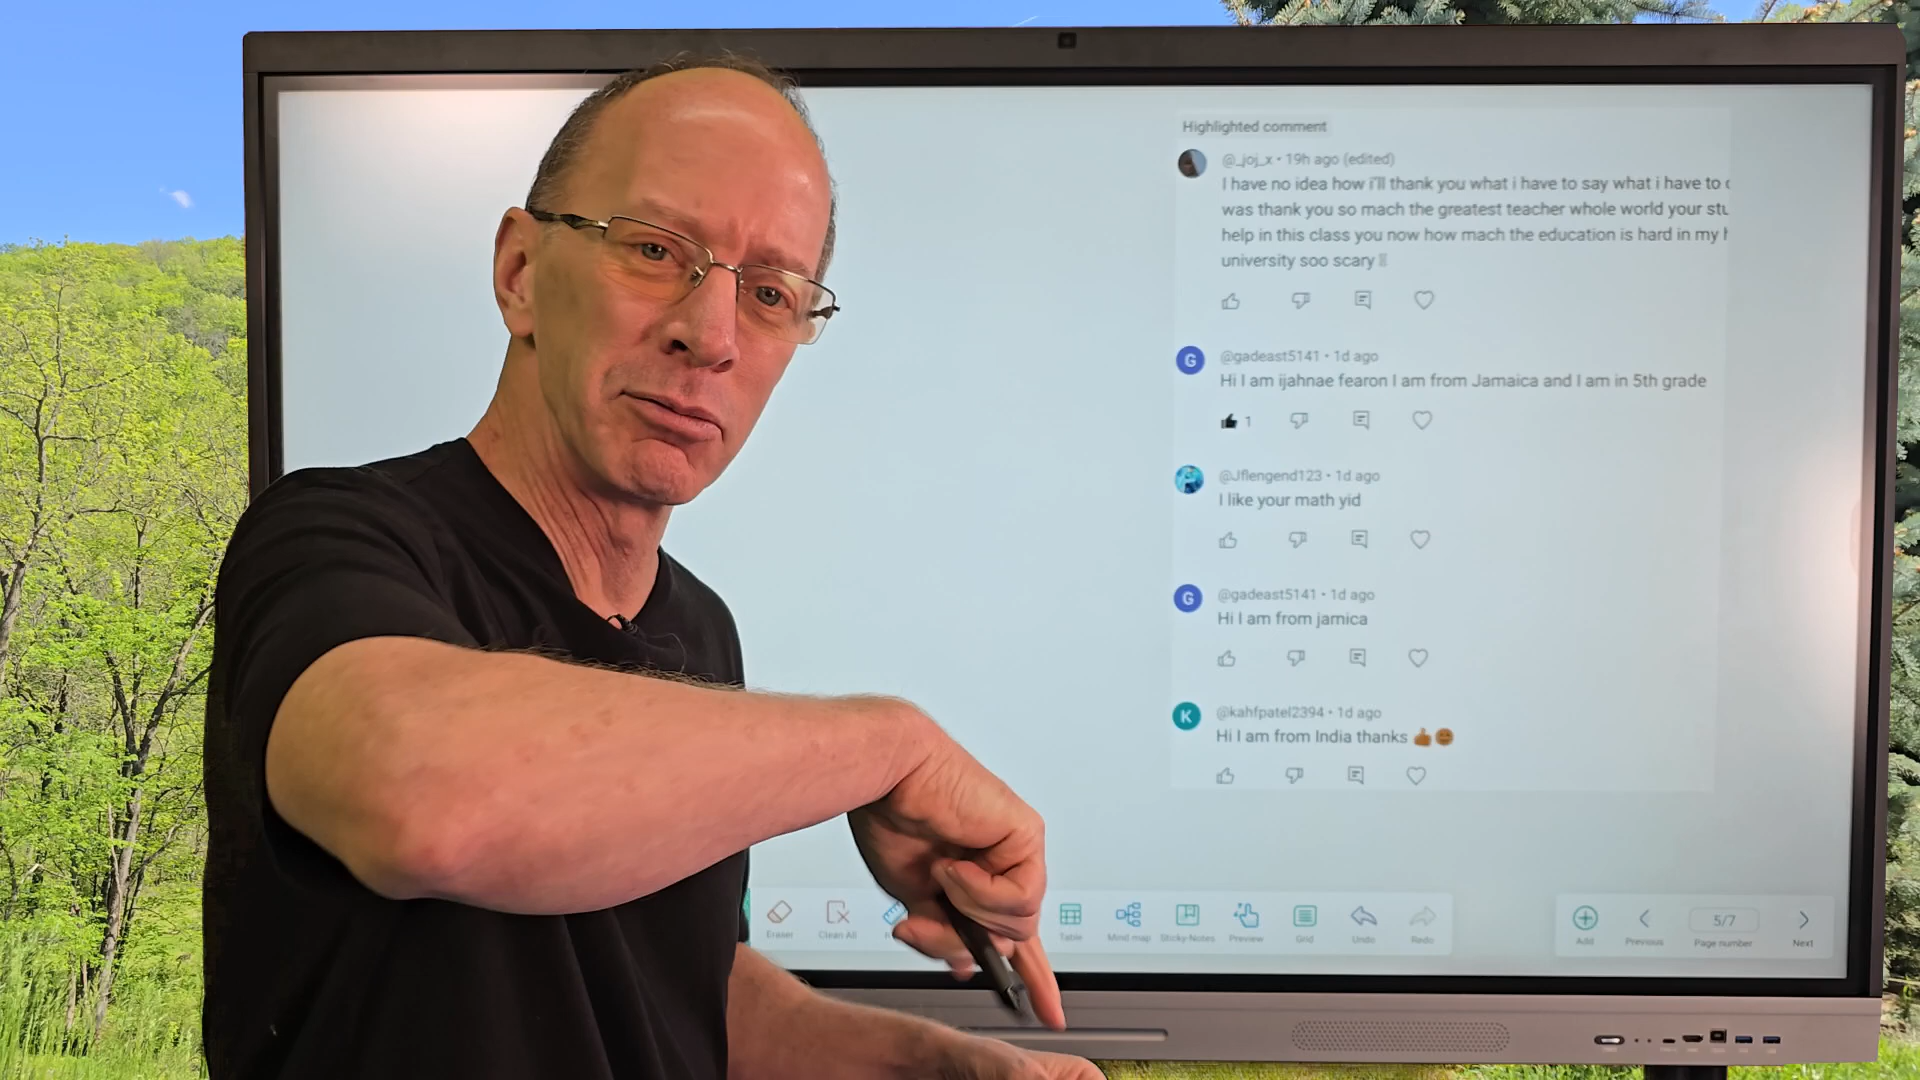 Highlighted comment
@_joj_x • 19h ago (edited)
I have no idea how i'll thank you what i have to say what i have to
was thank you so mach the greatest teacher whole world your stu
help in this class you now how mach the education is hard in my
university soo scary
G
@gadeast5141 • 1d ago
Hi I am ijahnae fearon I am from Jamaica and I am in 5th grade
1
@Jflengend123 • 1d ago
I like your math yid
G
@gadeast5141 • 1d ago
Hi I am from jamica
K
@kahfpatel2394 • 1d ago
Hi I am from India thanks 👍😊
Eraser
Clean All
Table
Mind map
Sticky Notes
Preview
Grid
Undo
Redo
Add
Previous
5/7
Page number
Next